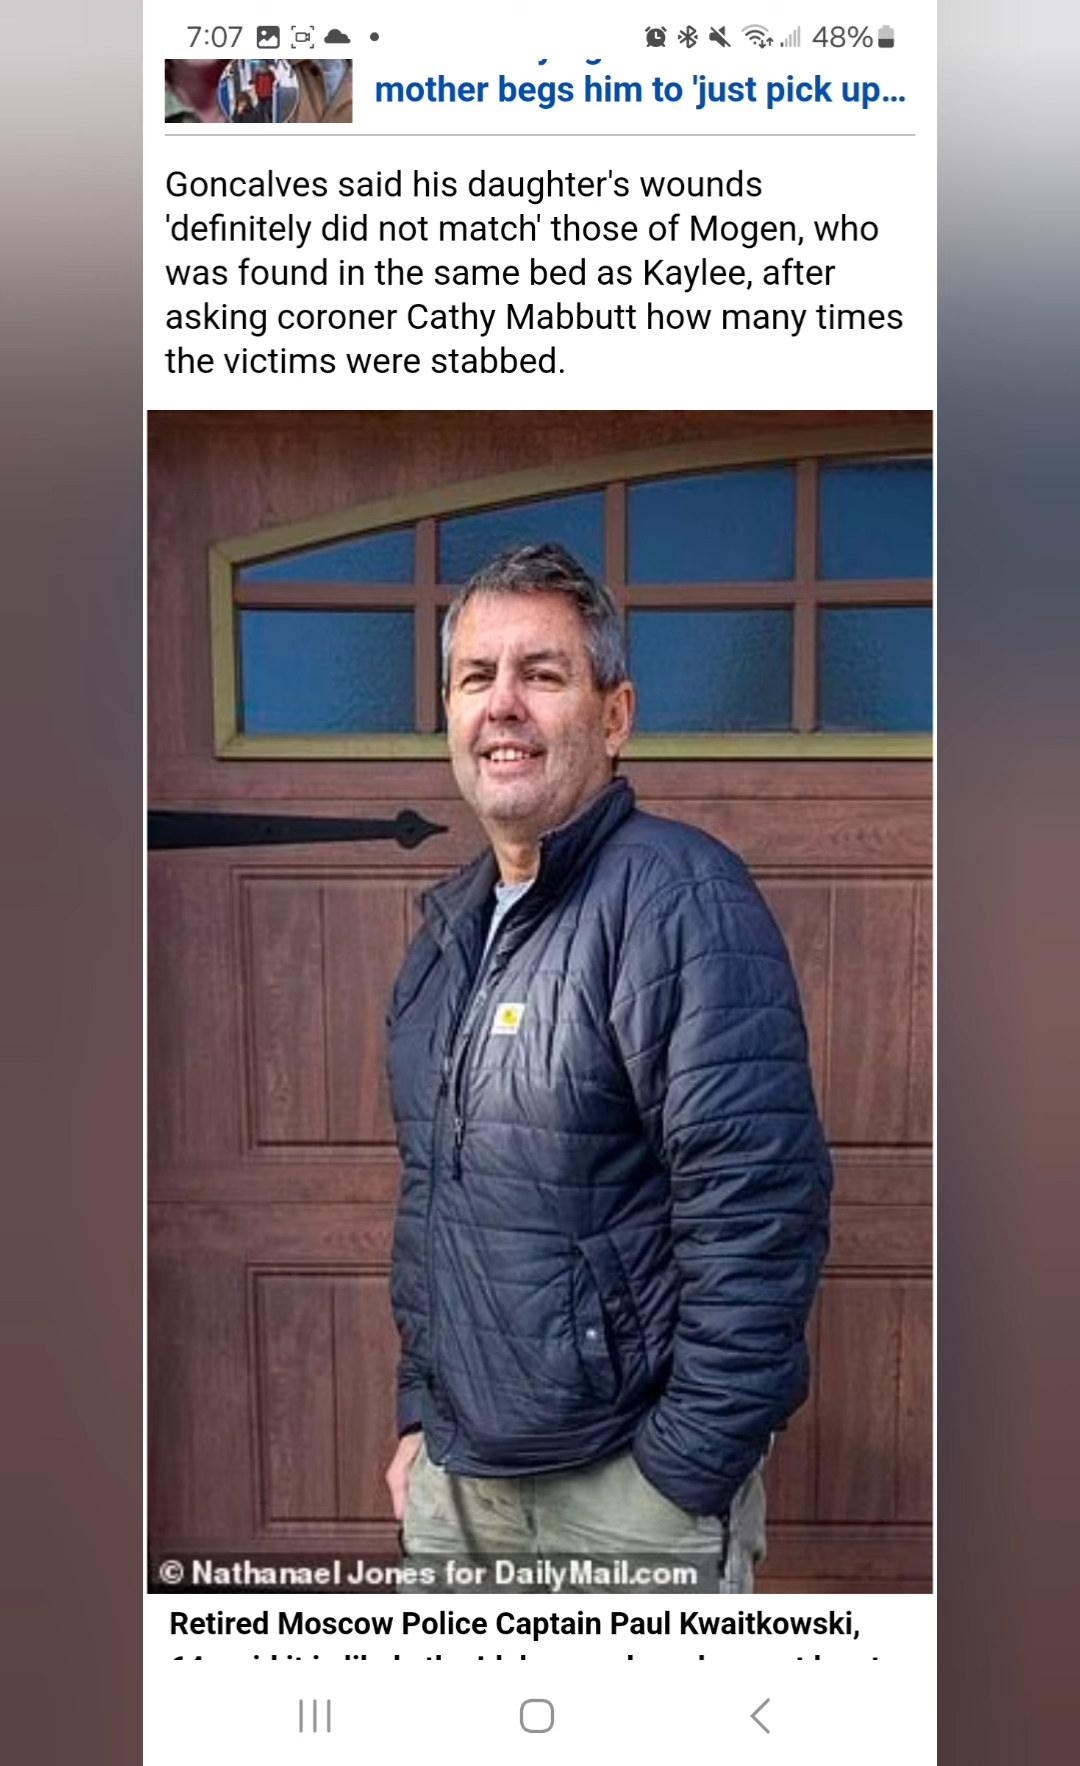 7:07
48%
mother begs him to 'just pick up...
Goncalves said his daughter's wounds
'definitely did not match' those of Mogen, who
was found in the same bed as Kaylee, after
asking coroner Cathy Mabbutt how many times
the victims were stabbed.
© Nathanael Jones for DailyMail.com
Retired Moscow Police Captain Paul Kwaitkowski,